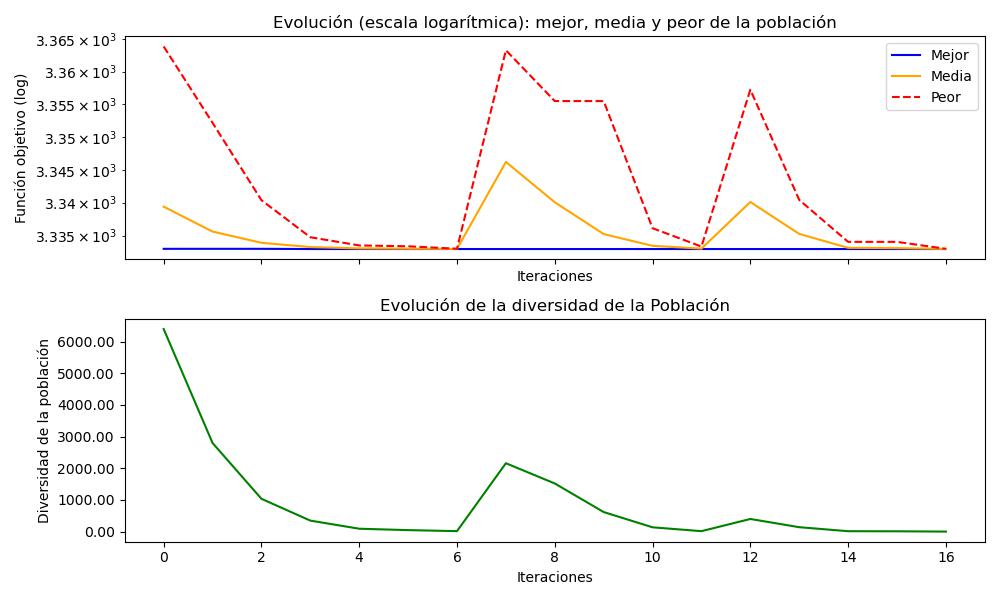 Evolución (escala logarítmica): mejor, media y peor de la población
Función objetivo (log)
3.365 × 10³
3.36 × 10³
3.355 × 10³
3.35 × 10³
3.345 × 10³
3.34 × 10³
3.335 × 10³
Mejor
Media
Peor
Iteraciones
Evolución de la diversidad de la Población
Diversidad de la población
6000.00
5000.00
4000.00
3000.00
2000.00
1000.00
0.00
0 2 4 6 8 10 12 14 16
Iteraciones